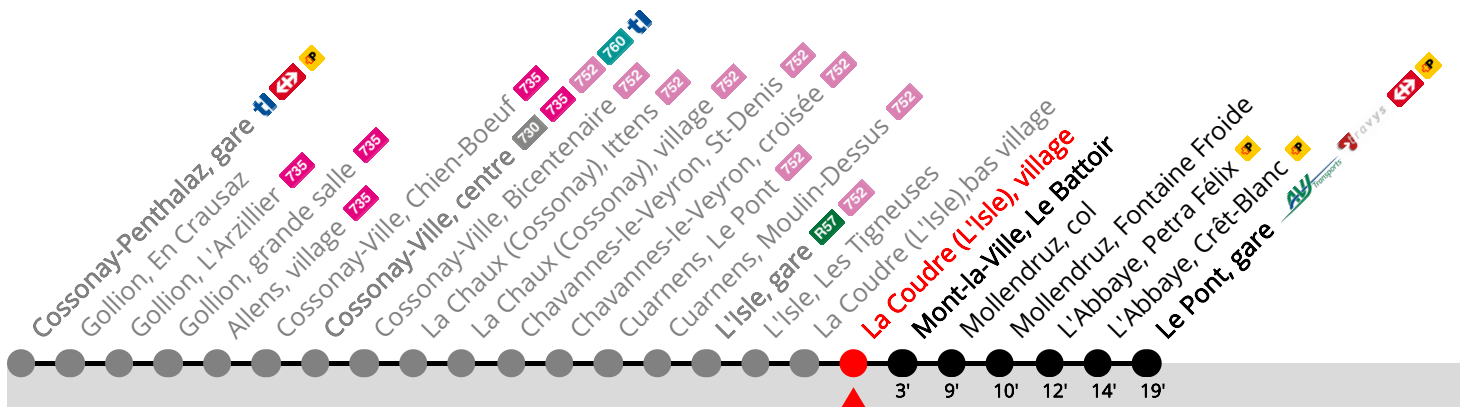 Cossonay-Penthalaz, gare tl P
Gollion, En Crausaz
Gollion, L'Arzillier 735
Gollion, grande salle 735
Allens, village 735
Cossonay-Ville, Chien-Boeuf 735
Cossonay-Ville, centre 730 735 752 760 tl
Cossonay-Ville, Bicentenaire 752
La Chaux (Cossonay), Ittens 752
La Chaux (Cossonay), village 752
Chavannes-le-Veyron, St-Denis 752
Chavannes-le-Veyron, croisée 752
Cuarnens, Le Pont 752
Cuarnens, Moulin-Dessus 752
L'Isle, gare R57 752
L'Isle, Les Tigneuses
La Coudre (L'Isle),bas village
La Coudre (L'Isle), village
Mont-la-Ville, Le Battoir
Mollendruz, col
Mollendruz, Fontaine Froide
L'Abbaye, Petra Félix P
L'Abbaye, Crêt-Blanc P
Le Pont, gare AVJ Transports Travys P
3' 9' 10' 12' 14' 19'